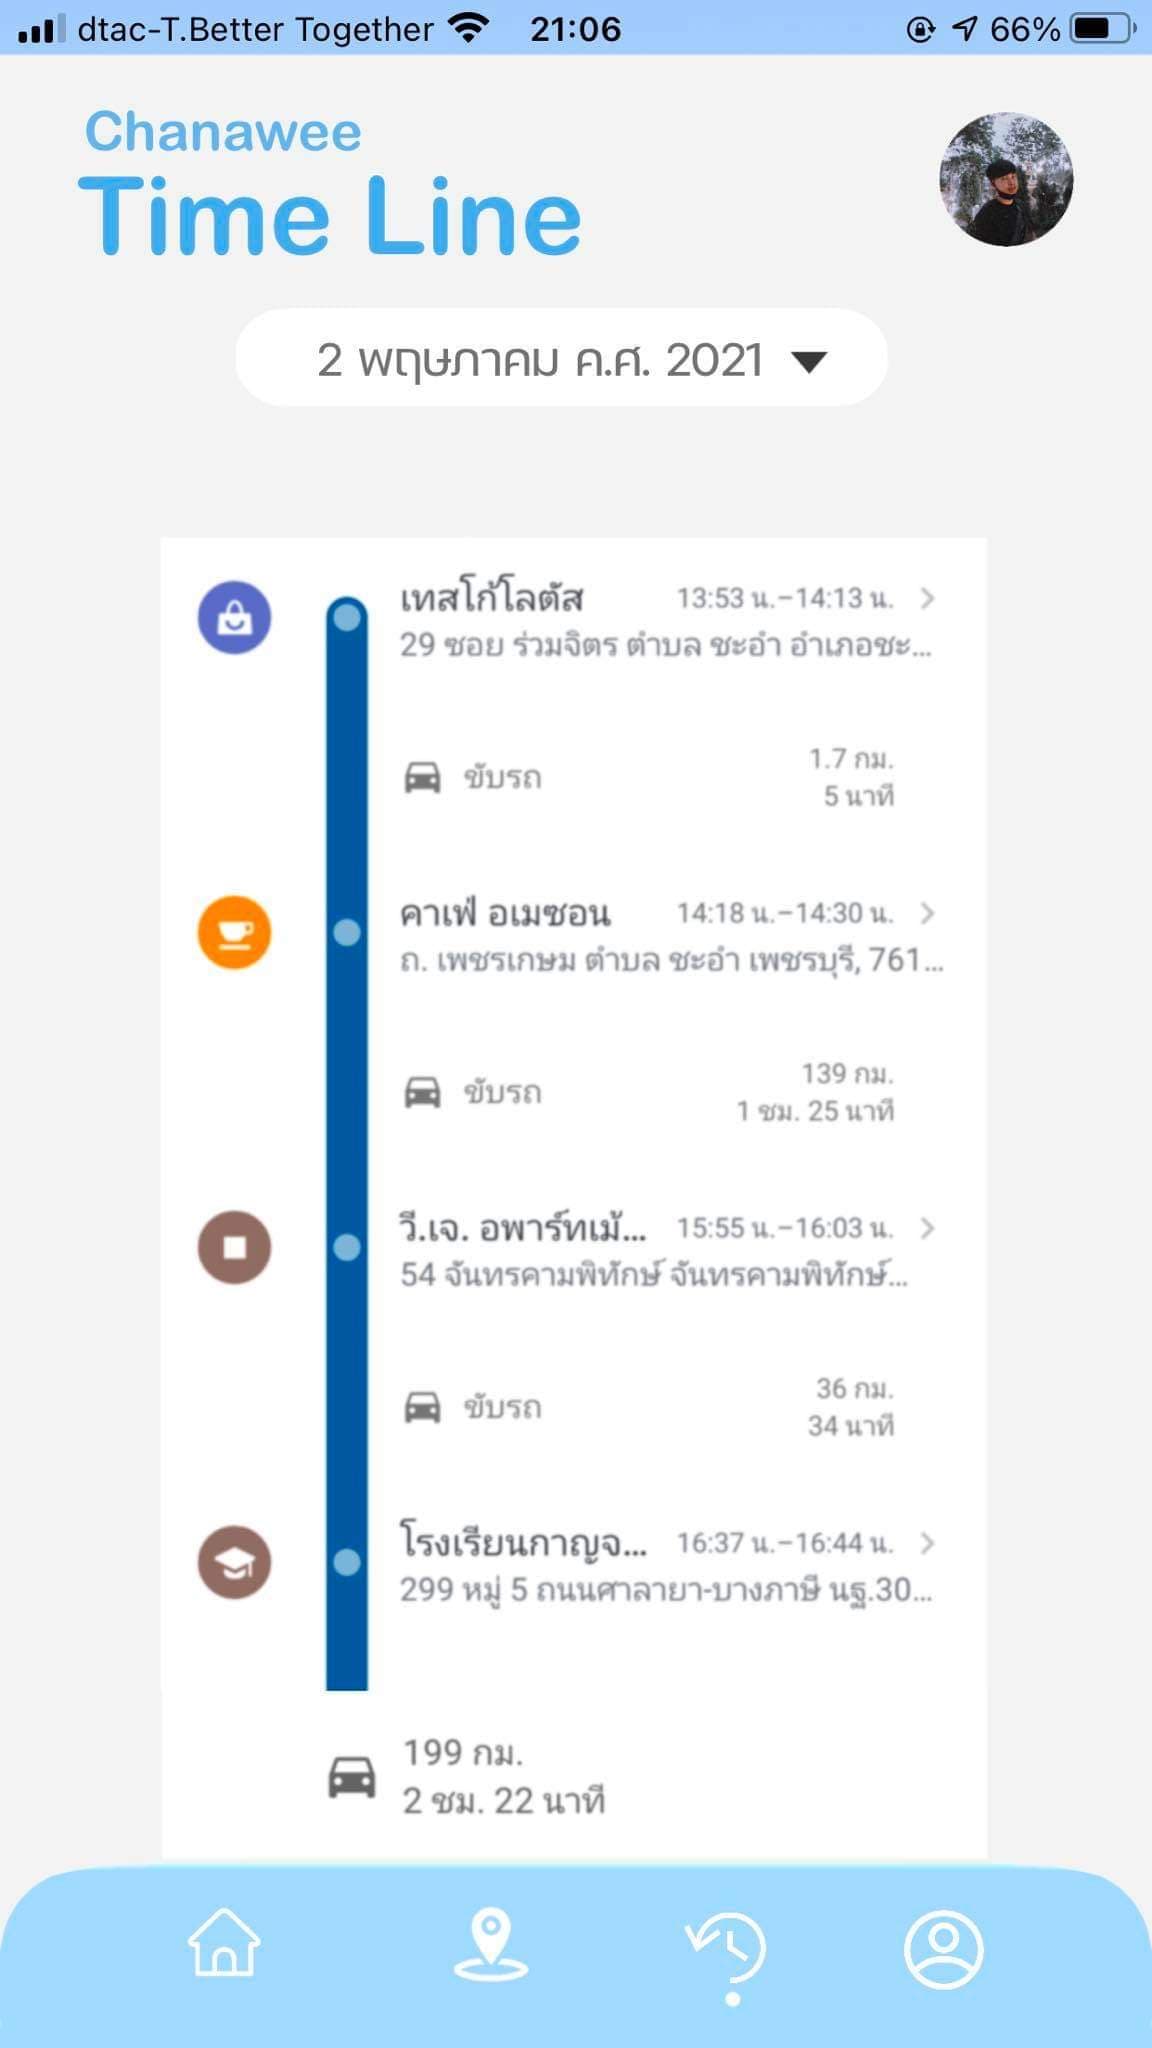 dtac-T.Better Together 21:06 66%
Chanawee
Time Line
2 พฤษภาคม ค.ศ. 2021
เทสโก้โลตัส 13:53 น.–14:13 น.
29 ซอย ร่วมจิตร ตำบล ชะอำ อำเภอชะ...
ขับรถ 1.7 กม.
5 นาที
คาเฟ่ อเมซอน 14:18 น.–14:30 น.
ถ. เพชรเกษม ตำบล ชะอำ เพชรบุรี, 761...
ขับรถ 139 กม.
1 ชม. 25 นาที
วี.เจ. อพาร์ทเม้... 15:55 น.–16:03 น.
54 จันทรคามพิทักษ์ จันทรคามพิทักษ์...
ขับรถ 36 กม.
34 นาที
โรงเรียนกาญจ... 16:37 น.–16:44 น.
299 หมู่ 5 ถนนศาลายา-บางภาษี นฐ.30...
199 กม.
2 ชม. 22 นาที